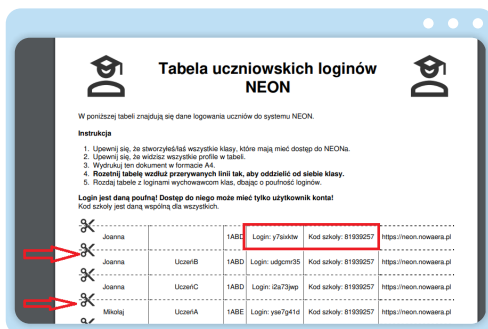 Tabela uczniowskich loginów
NEON
W poniższej tabeli znajdują się dane logowania uczniów do systemu NEON.
Instrukcja
1. Upewnij się, że stworzyłeś/łaś wszystkie klasy, które mają mieć dostęp do NEONa.
2. Upewnij się, że widzisz wszystkie profile w tabeli.
3. Wydrukuj ten dokument w formacie A4.
4. Rozetnij tabelę wzdłuż przerywanych linii tak, aby oddzielić od siebie klasy.
5. Rozdaj tabele z loginami wychowawcom klas, dbając o poufność loginów.
Login jest daną poufną! Dostęp do niego może mieć tylko użytkownik konta!
Kod szkoły jest daną wspólną dla wszystkich.
Joanna 1ABD Login: y7sixktw Kod szkoły: 81939257 https://neon.nowaera.pl
Joanna UczeńB 1ABD Login: udgcmr35 Kod szkoły: 81939257 https://neon.nowaera.pl
Joanna UczeńC 1ABD Login: i2a73jwp Kod szkoły: 81939257 https://neon.nowaera.pl
Mikołaj UczeńA 1ABE Login: yse7g41d Kod szkoły: 81939257 https://neon.nowaera.pl